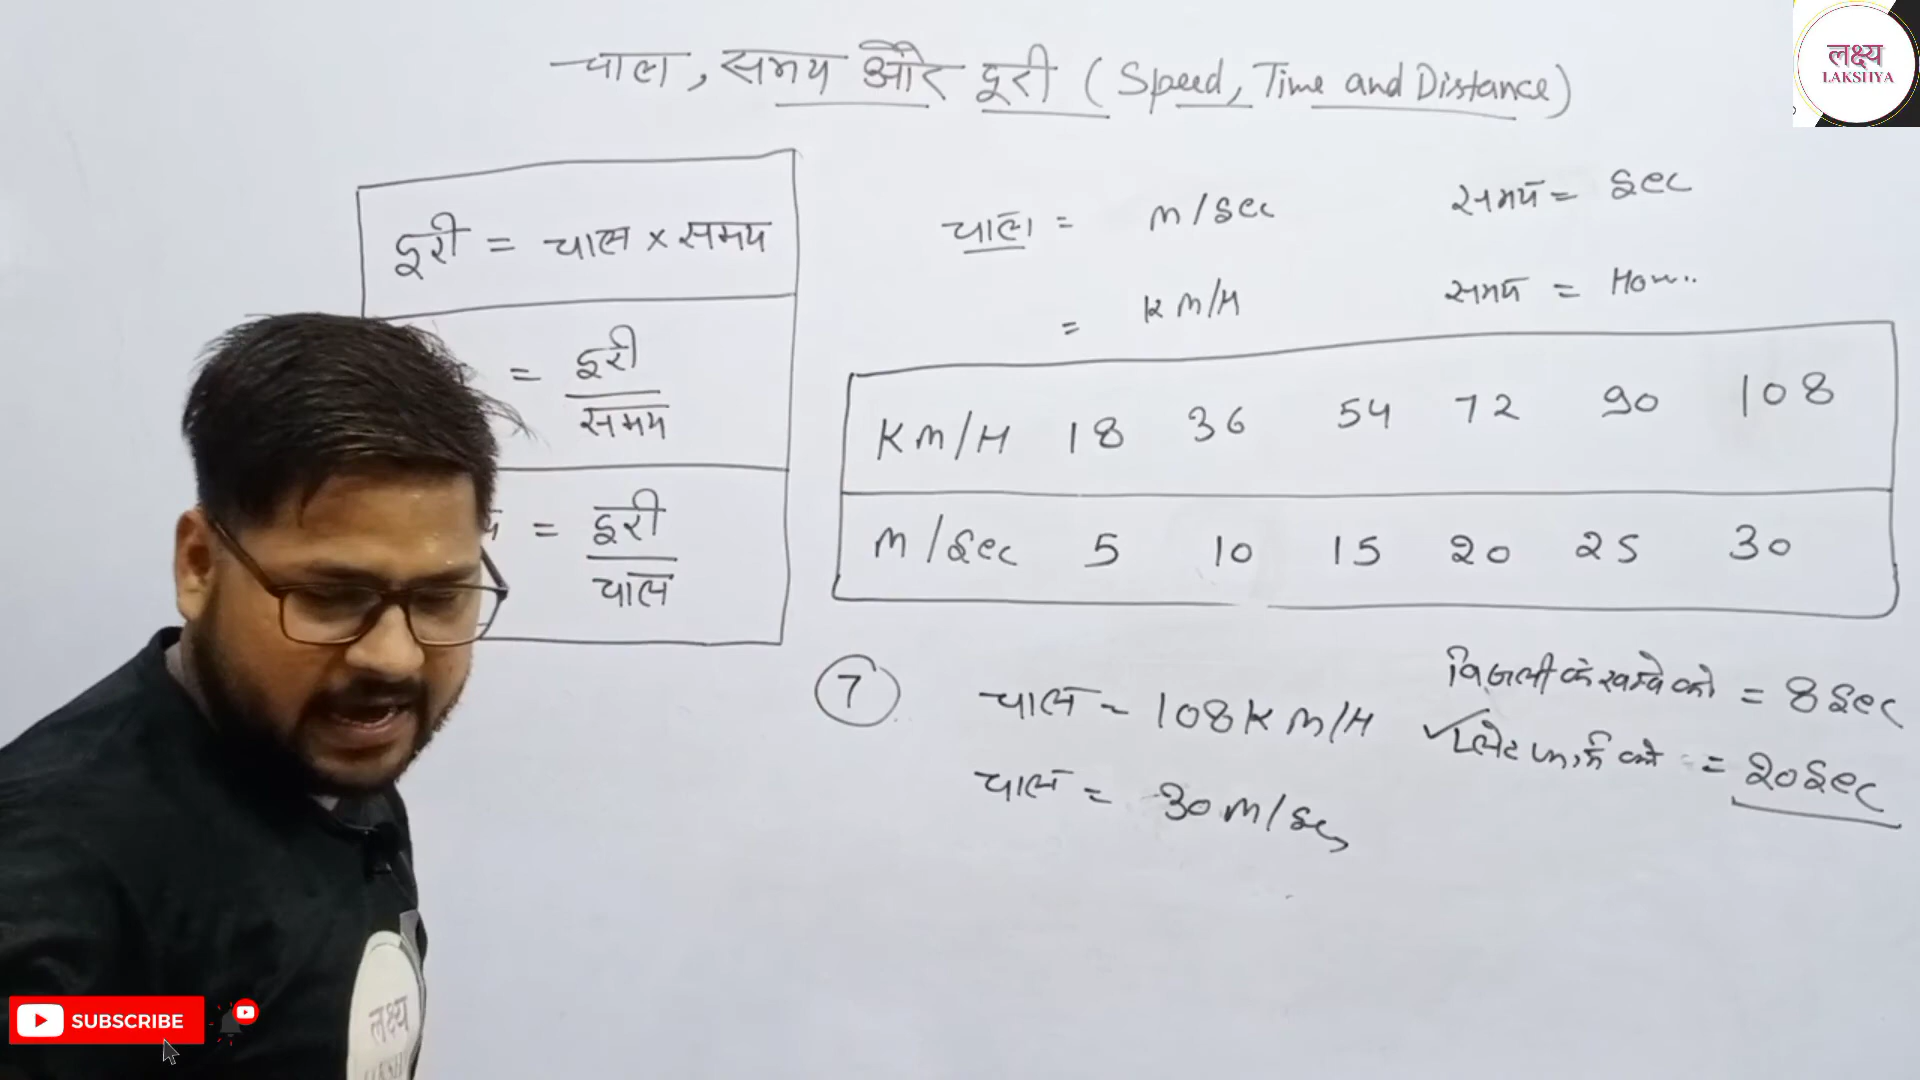 चाल, समय और दूरी (Speed, Time and Distance)
लक्ष्य
LAKSHYA
दूरी = चाल × समय
= दूरी / समय
= दूरी / चाल
चाल = m/sec
समय = sec
= Km/H
समय = Hour
Km/H 18 36 54 72 90 108
m/sec 5 10 15 20 25 30
7
चाल = 108 Km/H
बिजली के खम्बे को = 8 sec
चाल = 30 m/sec
✓ प्लेटफार्म को = 20 sec
SUBSCRIBE
लक्ष्य